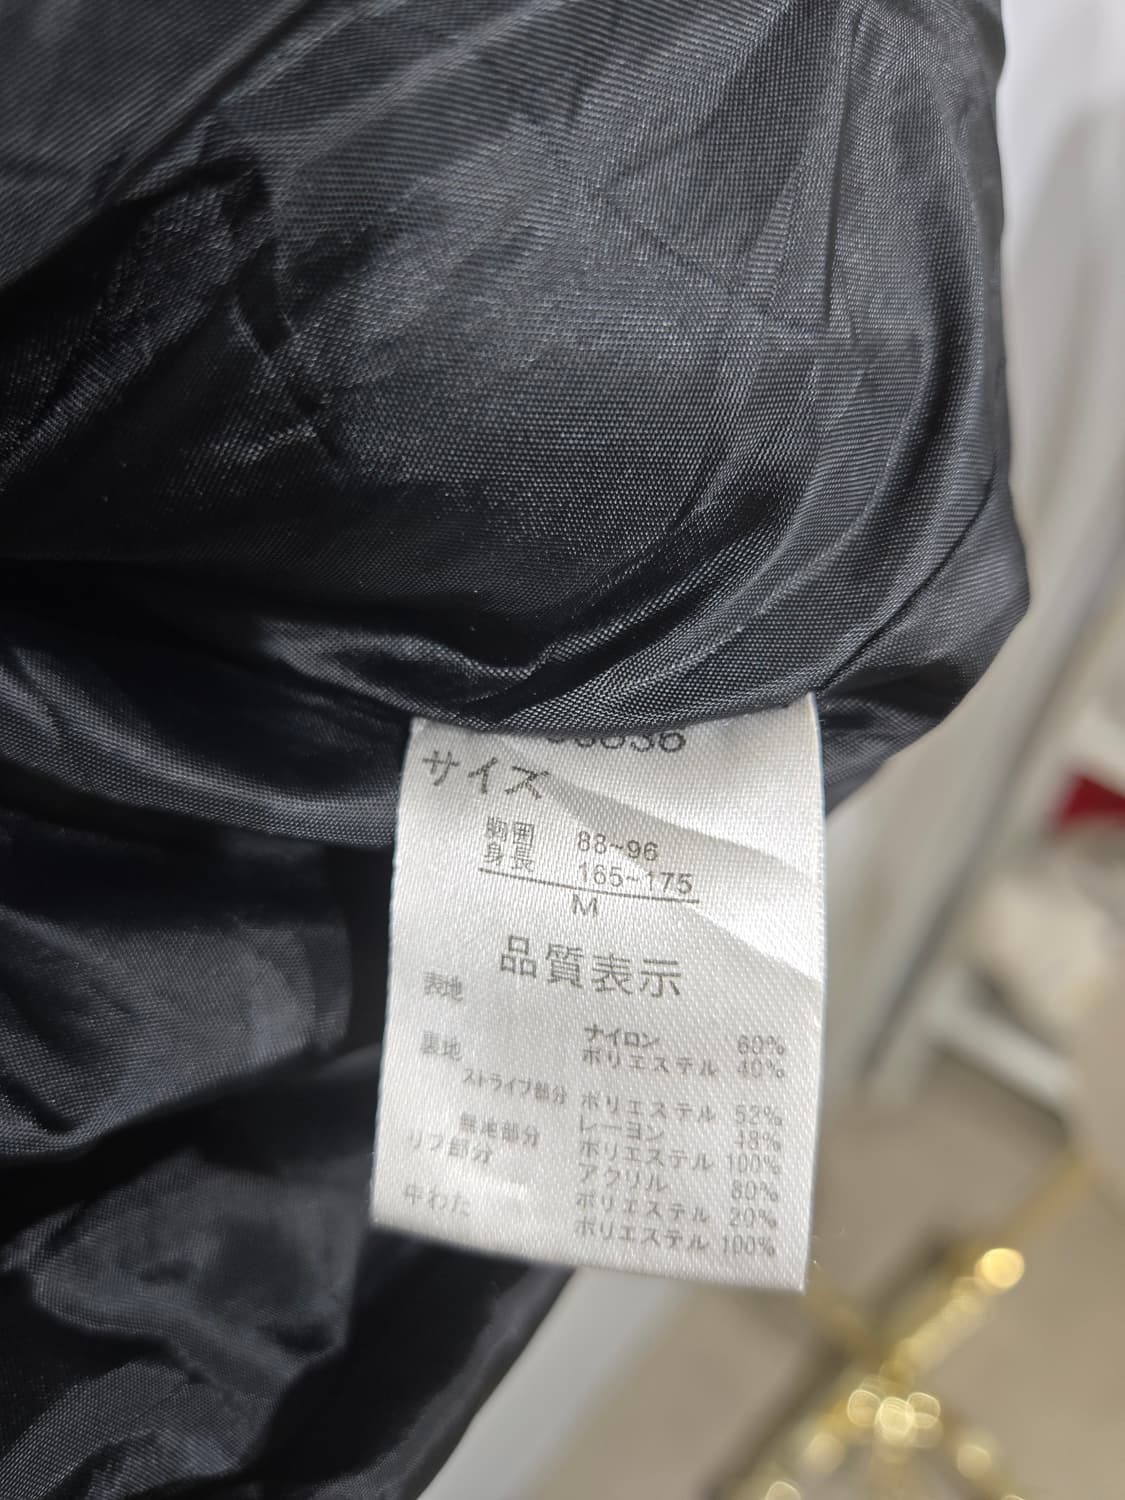 サイズ
胸囲 88~96
身長 165~175
M
品質表示
表地
ナイロン 60%
裏地
ポリエステル 40%
ストライプ部分 ポリエステル 52%
レーヨン 48%
無地部分 ポリエステル 100%
リブ部分 アクリル 80%
ポリエステル 20%
中わた ポリエステル 100%